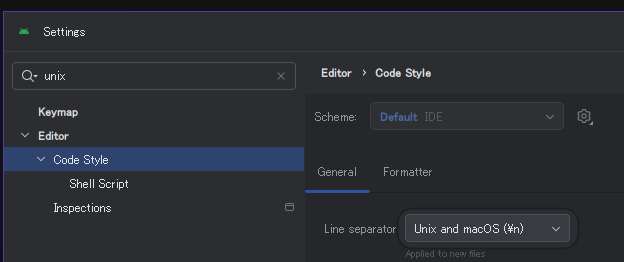 Settings
unix
Keymap
Editor
Code Style
Shell Script
Inspections
Editor › Code Style
Scheme: Default IDE
General Formatter
Line separator Unix and macOS (¥n)
Applied to new files